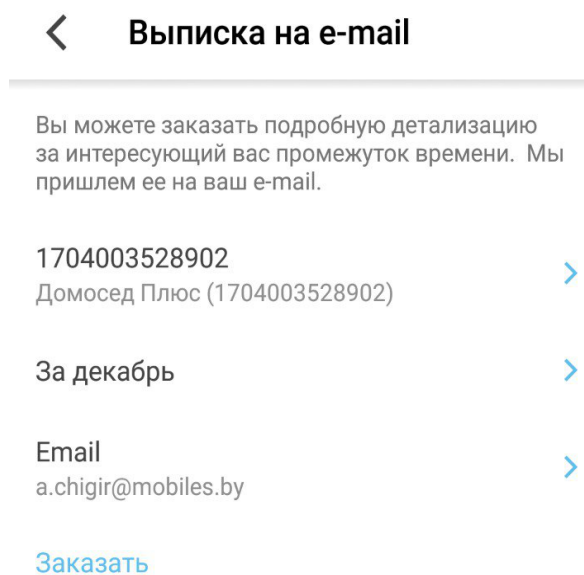 Выписка на e-mail
Вы можете заказать подробную детализацию
за интересующий вас промежуток времени. Мы
пришлем ее на ваш e-mail.
1704003528902
Домосед Плюс (1704003528902)
За декабрь
Email
a.chigir@mobiles.by
Заказать